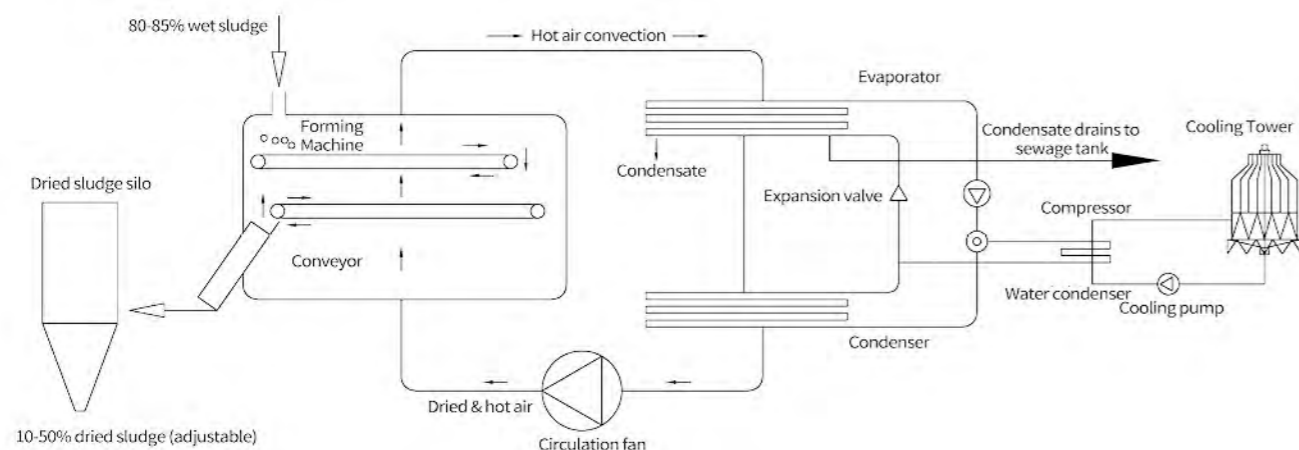 80-85% wet sludge
Hot air convection
Evaporator
Forming
Machine
Condensate drains to
sewage tank
Cooling Tower
Condensate
Dried sludge silo
Expansion valve
Compressor
Conveyor
Water condenser
Cooling pump
Condenser
Dried & hot air
10-50% dried sludge (adjustable)
Circulation fan